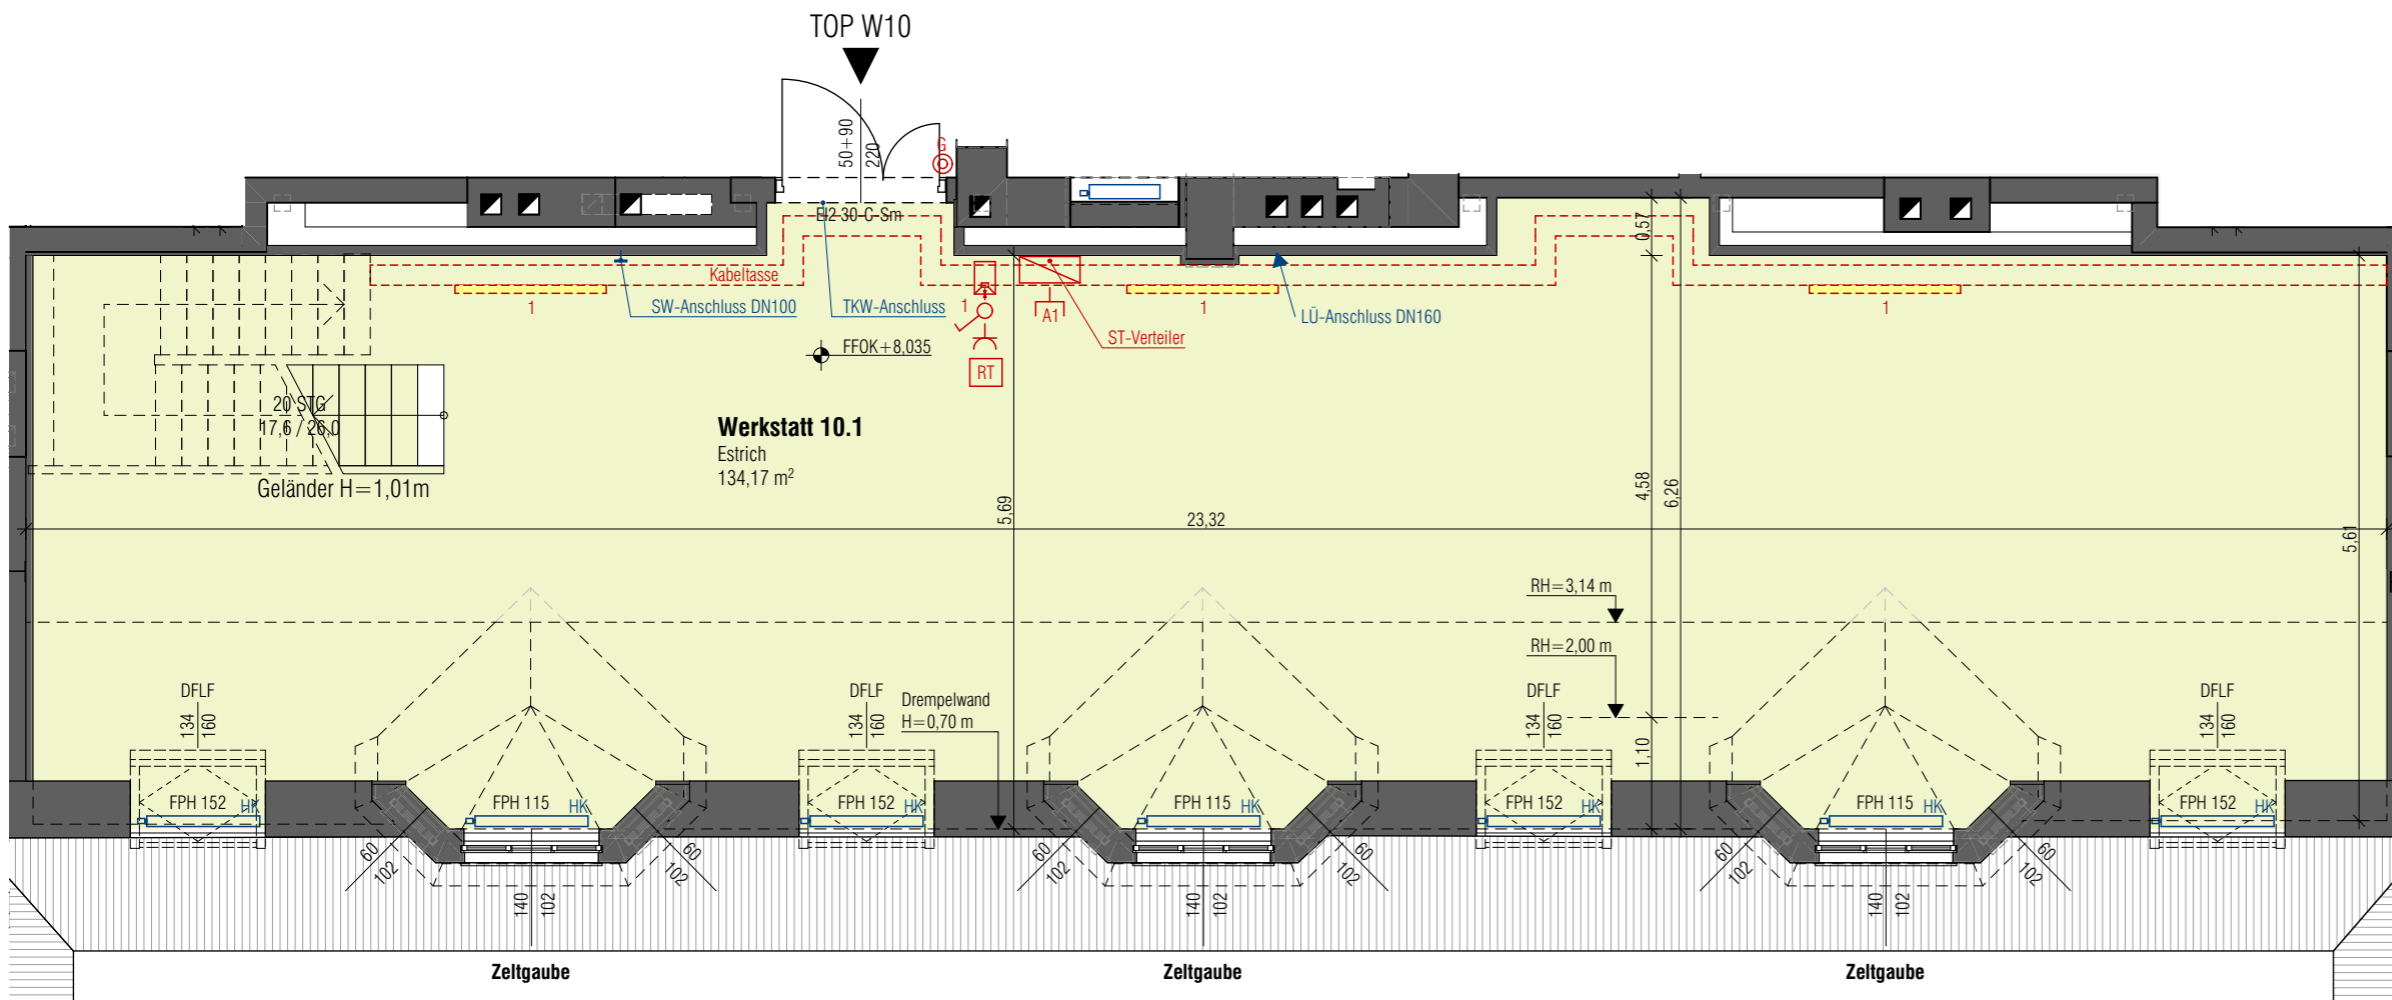 TOP W10
50+90
220
G
EI2 30-C-Sm
Kabeltasse
1
SW-Anschluss DN100
TKW-Anschluss
1
A1
1
LÜ-Anschluss DN160
1
ST-Verteiler
FFOK+8,035
RT
0,57
20 STG
17,6 / 26,0
Geländer H=1,01m
Werkstatt 10.1
Estrich
134,17 m²
5,69
23,32
4,58
6,26
5,61
RH=3,14 m
RH=2,00 m
1,10
Drempelwand
H=0,70 m
DFLF
134
160
DFLF
134
160
DFLF
134
160
DFLF
134
160
FPH 152
HK
FPH 115
HK
FPH 152
HK
FPH 115
HK
FPH 152
HK
FPH 115
HK
FPH 152
HK
60
102
60
102
60
102
60
102
60
102
60
102
140
102
140
102
140
102
Zeltgaube
Zeltgaube
Zeltgaube